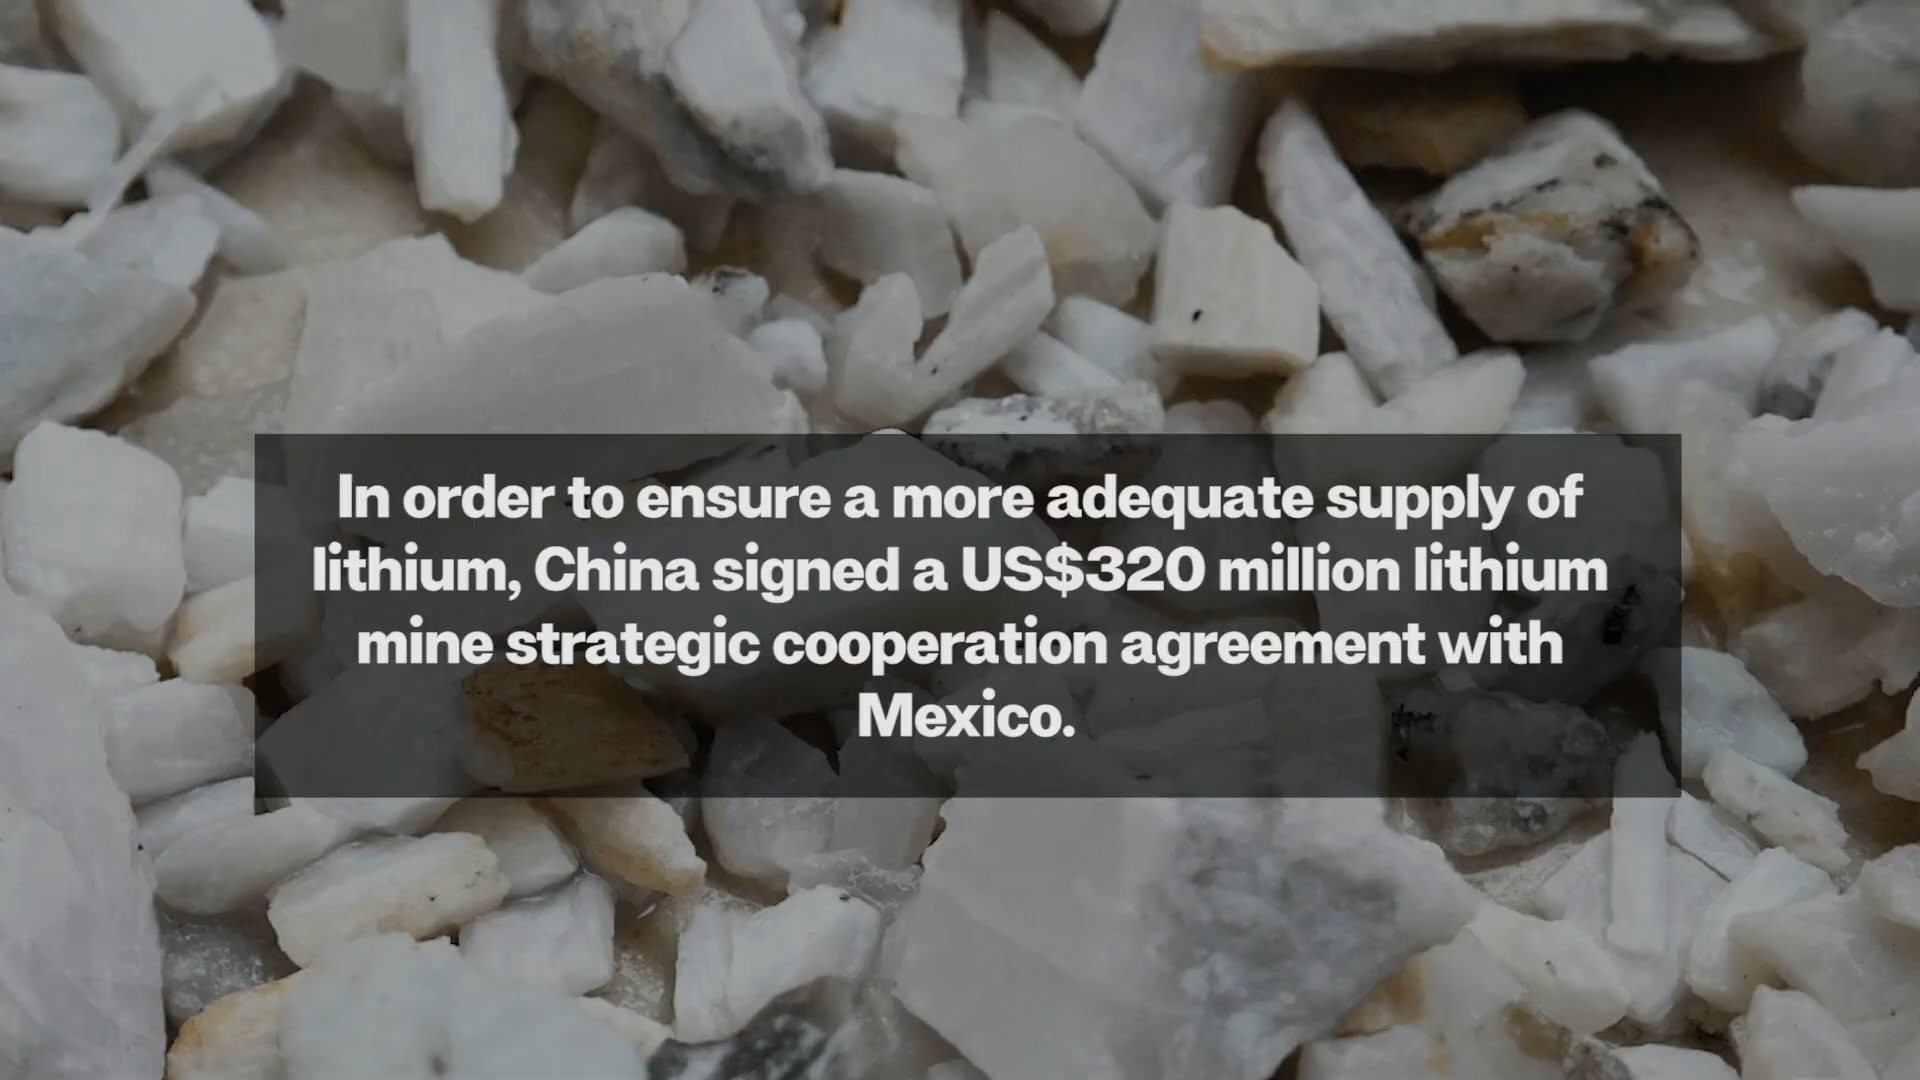 In order to ensure a more adequate supply of
lithium, China signed a US$320 million lithium
mine strategic cooperation agreement with
Mexico.